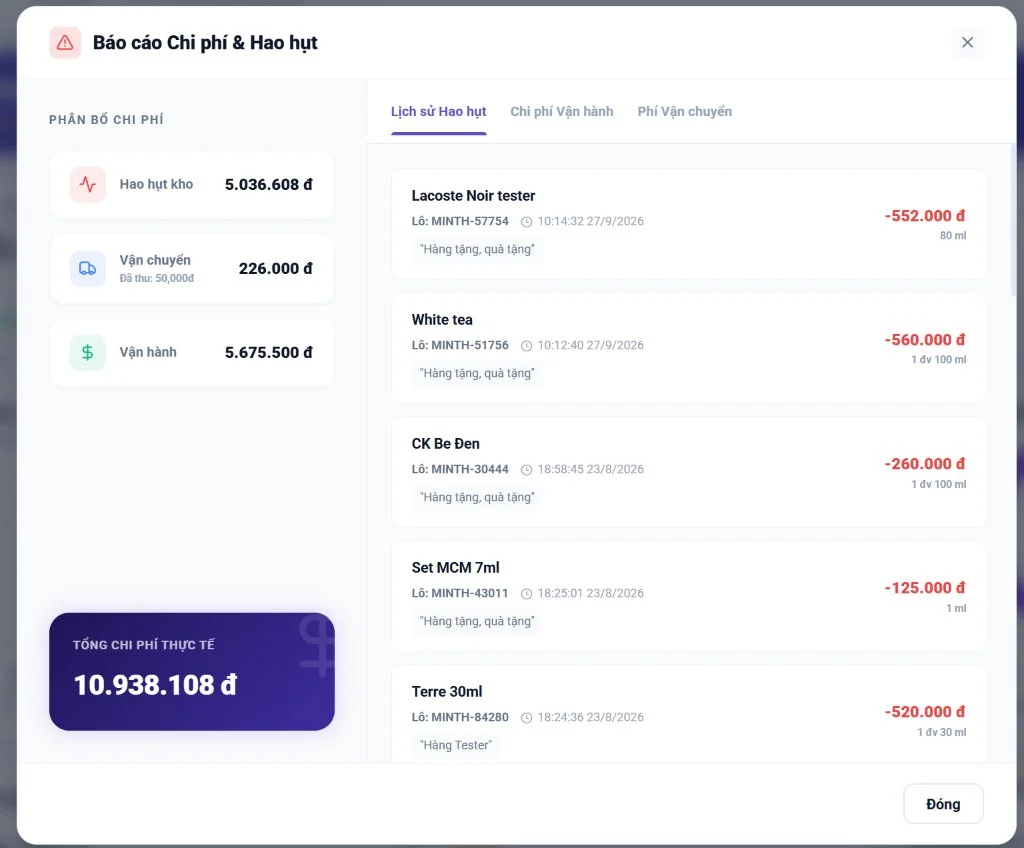 Báo cáo Chi phí & Hao hụt
PHÂN BỔ CHI PHÍ
Hao hụt kho
5.036.608 đ
Vận chuyển
Đã thu: 50,000đ
226.000 đ
Vận hành
5.675.500 đ
TỔNG CHI PHÍ THỰC TẾ
10.938.108 đ
Lịch sử Hao hụt Chi phí Vận hành Phí Vận chuyển
Lacoste Noir tester
Lô: MINTH-57754 10:14:32 27/9/2026
"Hàng tặng, quà tặng"
-552.000 đ
80 ml
White tea
Lô: MINTH-51756 10:12:40 27/9/2026
"Hàng tặng, quà tặng"
-560.000 đ
1 đv 100 ml
CK Be Đen
Lô: MINTH-30444 18:58:45 23/8/2026
"Hàng tặng, quà tặng"
-260.000 đ
1 đv 100 ml
Set MCM 7ml
Lô: MINTH-43011 18:25:01 23/8/2026
"Hàng tặng, quà tặng"
-125.000 đ
1 ml
Terre 30ml
Lô: MINTH-84280 18:24:36 23/8/2026
"Hàng Tester"
-520.000 đ
1 đv 30 ml
Đóng